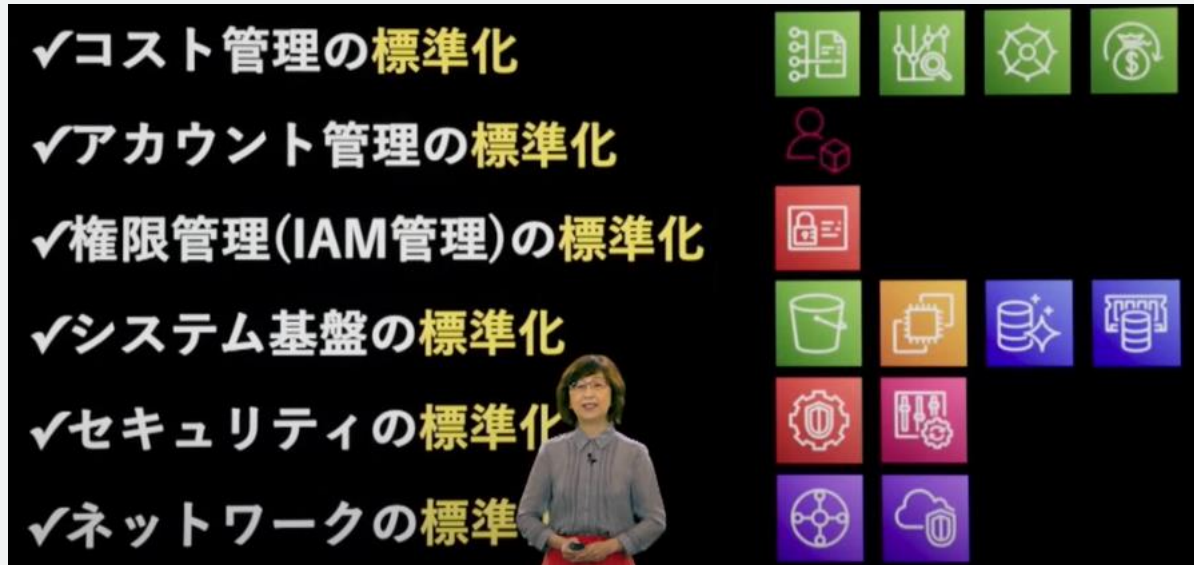 ✓コスト管理の標準化
✓アカウント管理の標準化
✓権限管理(IAM管理)の標準化
✓システム基盤の標準化
✓セキュリティの標準化
✓ネットワークの標準